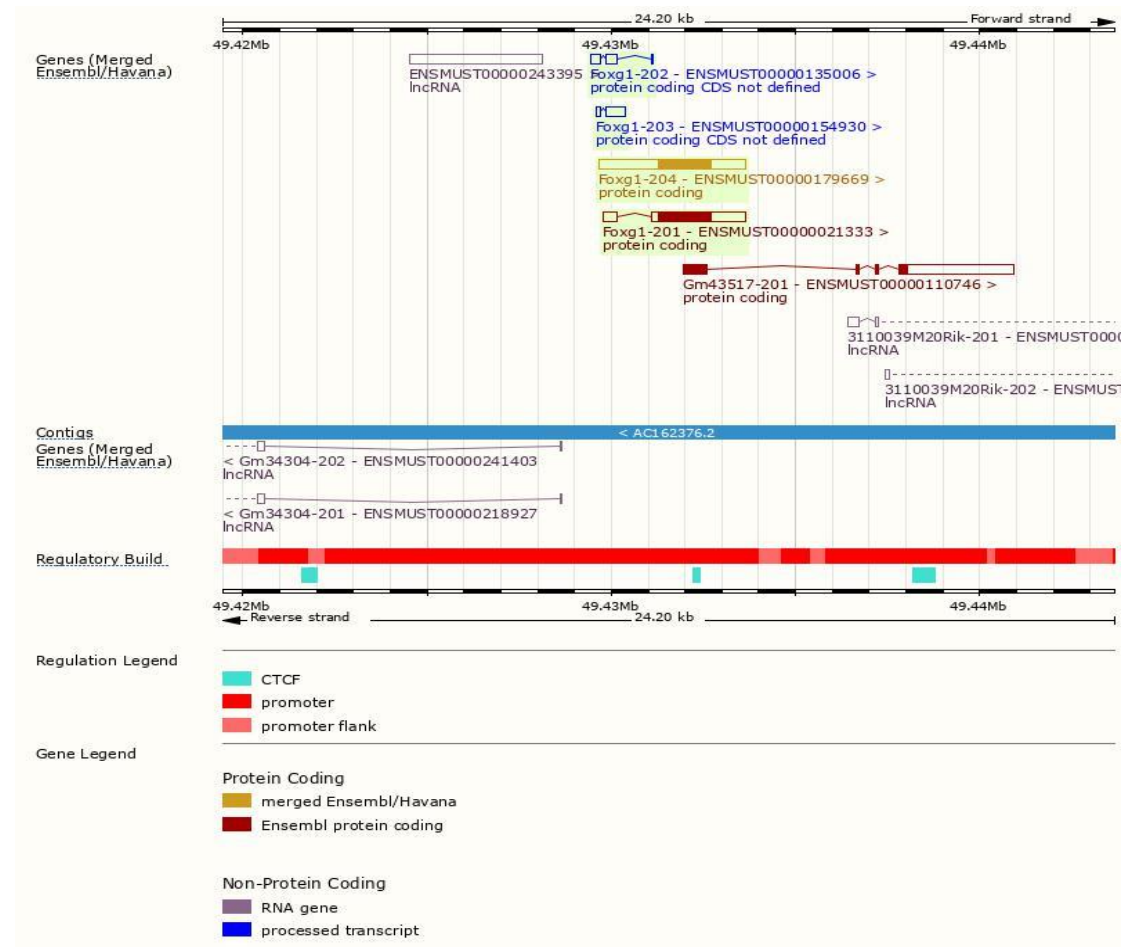 24.20 kb Forward strand
49.42Mb 49.43Mb 49.44Mb
Genes (Merged
Ensembl/Havana)
ENSMUST00000243395 >
lncRNA
Foxg1-202 - ENSMUST00000135006 >
protein coding CDS not defined
Foxg1-203 - ENSMUST00000154930 >
protein coding CDS not defined
Foxg1-204 - ENSMUST00000179669 >
protein coding
Foxg1-201 - ENSMUST00000021333 >
protein coding
Gm43517-201 - ENSMUST00000110746 >
protein coding
3110039M20Rik-201 - ENSMUST0000
lncRNA
3110039M20Rik-202 - ENSMUST
lncRNA
Contigs
< AC162376.2
Genes (Merged
Ensembl/Havana)
< Gm34304-202 - ENSMUST00000241403
lncRNA
< Gm34304-201 - ENSMUST00000218927
lncRNA
Regulatory Build
49.42Mb 49.43Mb 49.44Mb
Reverse strand 24.20 kb
Regulation Legend
CTCF
promoter
promoter flank
Gene Legend
Protein Coding
merged Ensembl/Havana
Ensembl protein coding
Non-Protein Coding
RNA gene
processed transcript